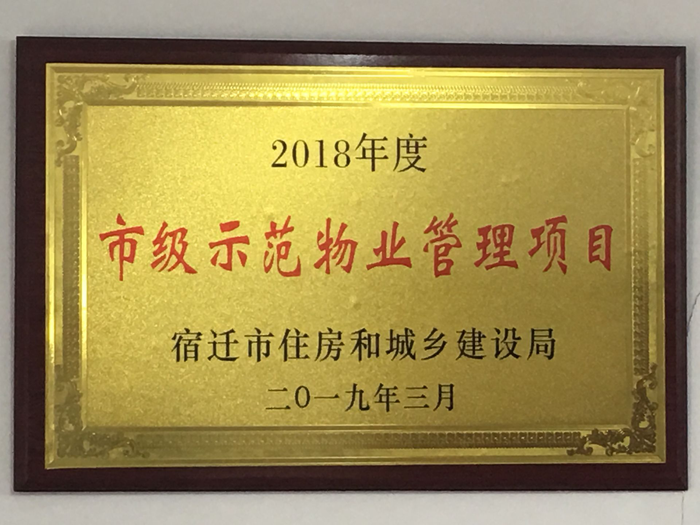 2018年度
市级示范物业管理项目
宿迁市住房和城乡建设局
二〇一九年三月